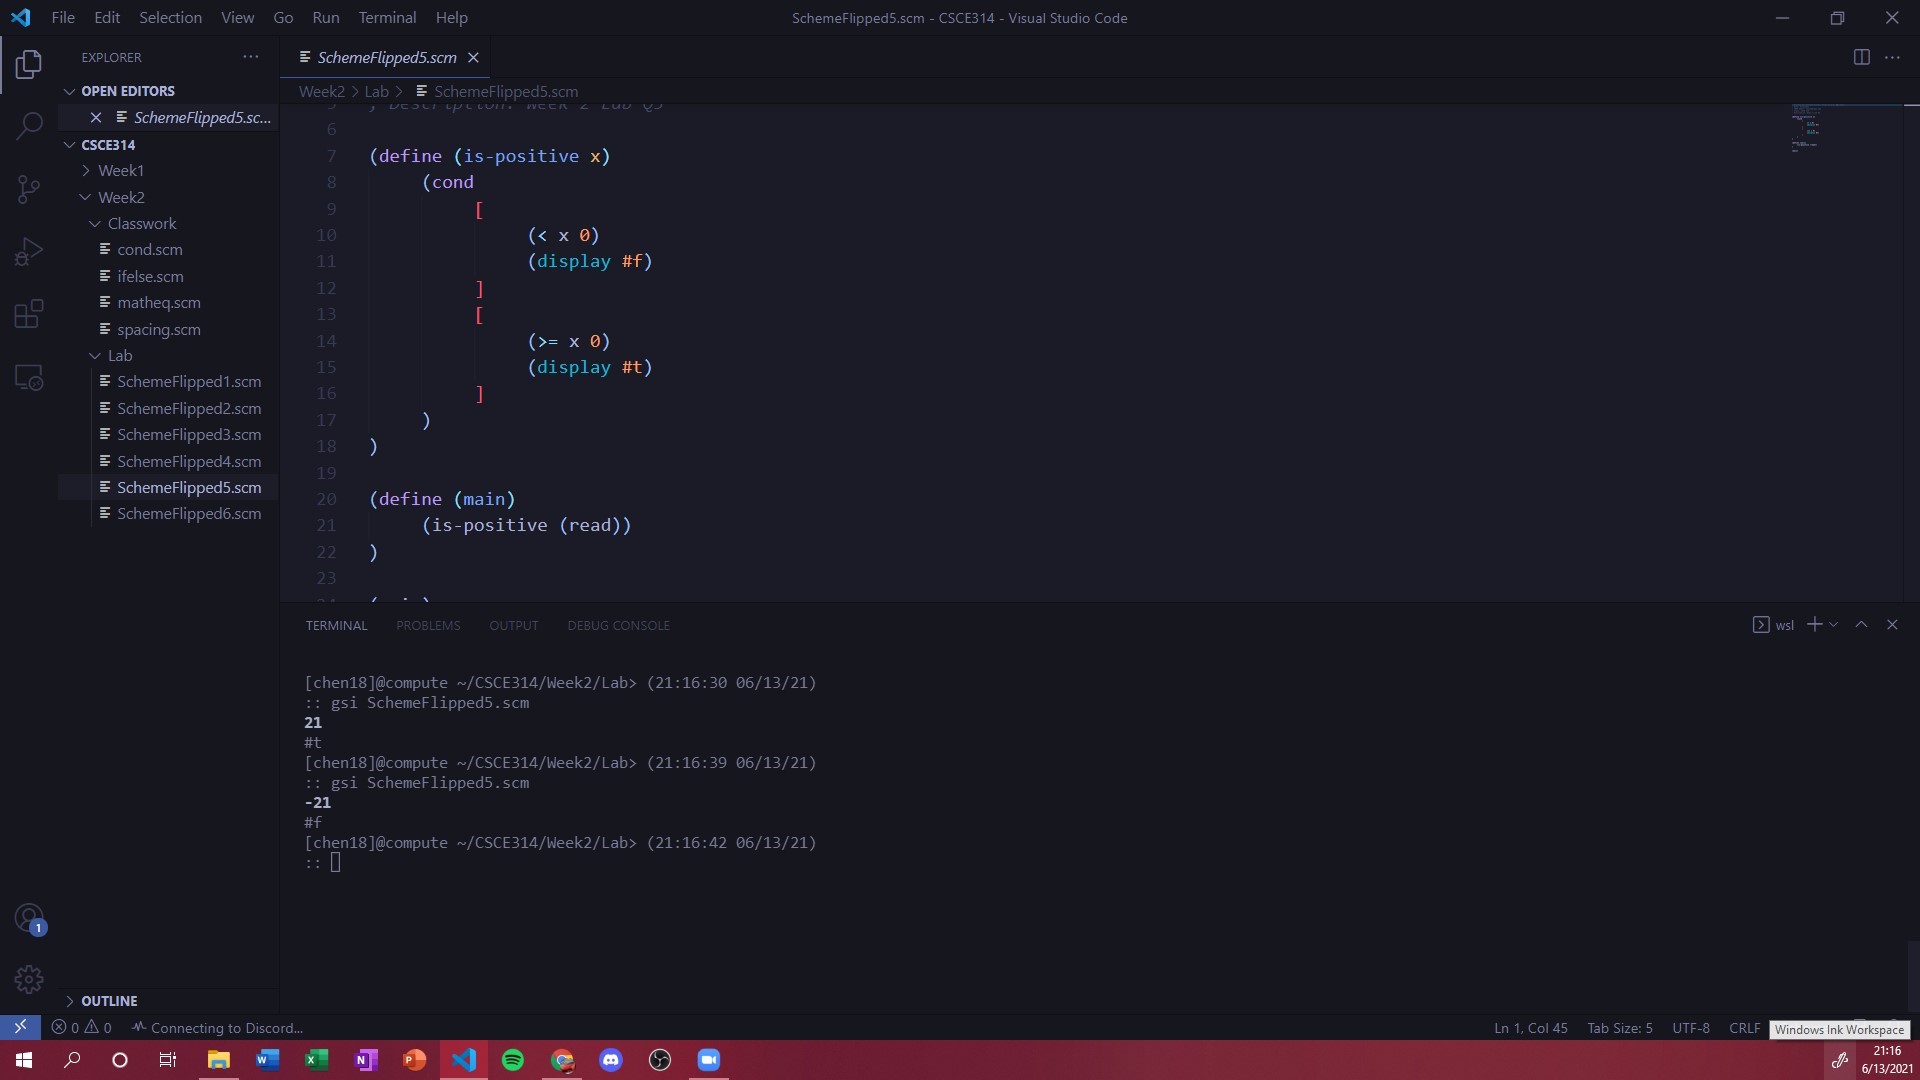 File Edit Selection View Go Run Terminal Help
SchemeFlipped5.scm - CSCE314 - Visual Studio Code
EXPLORER
OPEN EDITORS
SchemeFlipped5.sc...
CSCE314
Week1
Week2
Classwork
cond.scm
ifelse.scm
matheq.scm
spacing.scm
Lab
SchemeFlipped1.scm
SchemeFlipped2.scm
SchemeFlipped3.scm
SchemeFlipped4.scm
SchemeFlipped5.scm
SchemeFlipped6.scm
OUTLINE
SchemeFlipped5.scm
Week2 > Lab > SchemeFlipped5.scm
5 ; Description: Week 2 Lab Q5
6
7 (define (is-positive x)
8 (cond
9 [
10 (< x 0)
11 (display #f)
12 ]
13 [
14 (>= x 0)
15 (display #t)
16 ]
17 )
18 )
19
20 (define (main)
21 (is-positive (read))
22 )
23
TERMINAL PROBLEMS OUTPUT DEBUG CONSOLE
wsl
[chen18]@compute ~/CSCE314/Week2/Lab> (21:16:30 06/13/21)
:: gsi SchemeFlipped5.scm
21
#t
[chen18]@compute ~/CSCE314/Week2/Lab> (21:16:39 06/13/21)
:: gsi SchemeFlipped5.scm
-21
#f
[chen18]@compute ~/CSCE314/Week2/Lab> (21:16:42 06/13/21)
::
1
0 0 Connecting to Discord...
Ln 1, Col 45 Tab Size: 5 UTF-8 CRLF
Windows Ink Workspace
21:16
6/13/2021